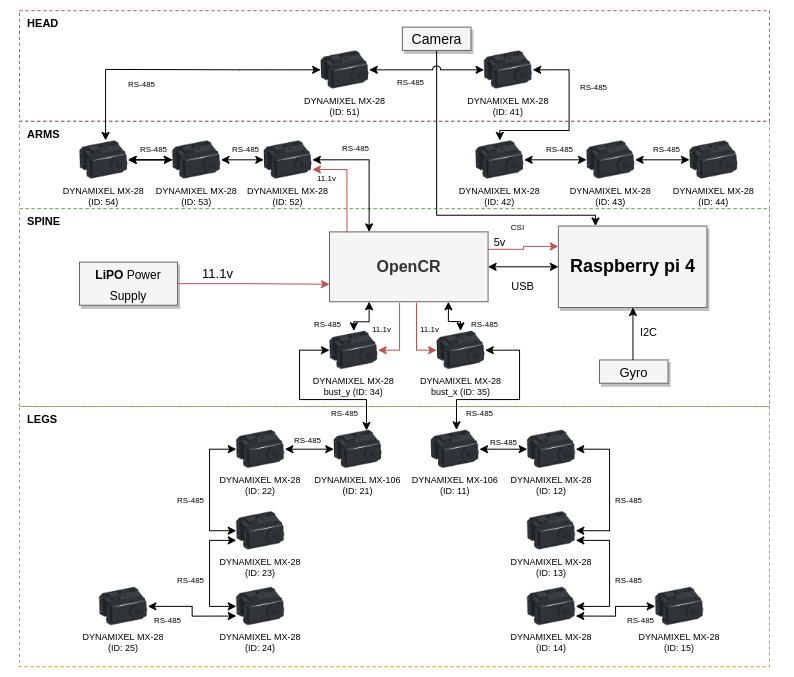 HEAD
Camera
RS-485
RS-485
RS-485
DYNAMIXEL MX-28
(ID: 51)
DYNAMIXEL MX-28
(ID: 41)
ARMS
RS-485
RS-485
RS-485
RS-485
RS-485
11.1v
DYNAMIXEL MX-28
(ID: 54)
DYNAMIXEL MX-28
(ID: 53)
DYNAMIXEL MX-28
(ID: 52)
DYNAMIXEL MX-28
(ID: 42)
DYNAMIXEL MX-28
(ID: 43)
DYNAMIXEL MX-28
(ID: 44)
SPINE
CSI
5v
OpenCR
Raspberry pi 4
LiPO Power
Supply
11.1v
USB
RS-485
11.1v
11.1v
RS-485
I2C
Gyro
DYNAMIXEL MX-28
bust_y (ID: 34)
DYNAMIXEL MX-28
bust_x (ID: 35)
RS-485
RS-485
LEGS
RS-485
RS-485
DYNAMIXEL MX-28
(ID: 22)
DYNAMIXEL MX-106
(ID: 21)
DYNAMIXEL MX-106
(ID: 11)
DYNAMIXEL MX-28
(ID: 12)
RS-485
RS-485
DYNAMIXEL MX-28
(ID: 23)
DYNAMIXEL MX-28
(ID: 13)
RS-485
RS-485
RS-485
RS-485
DYNAMIXEL MX-28
(ID: 25)
DYNAMIXEL MX-28
(ID: 24)
DYNAMIXEL MX-28
(ID: 14)
DYNAMIXEL MX-28
(ID: 15)